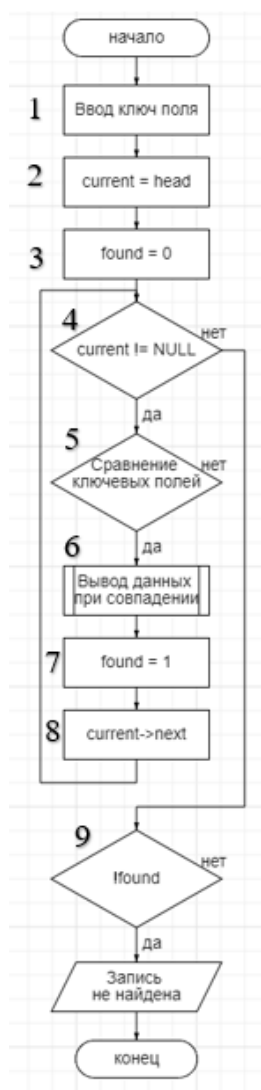 начало
1
Ввод ключ поля
2
current = head
3
found = 0
4
current != NULL
нет
да
5
Сравнение
ключевых полей
нет
да
6
Вывод данных
при совпадении
7
found = 1
8
current->next
9
!found
нет
да
Запись
не найдена
конец